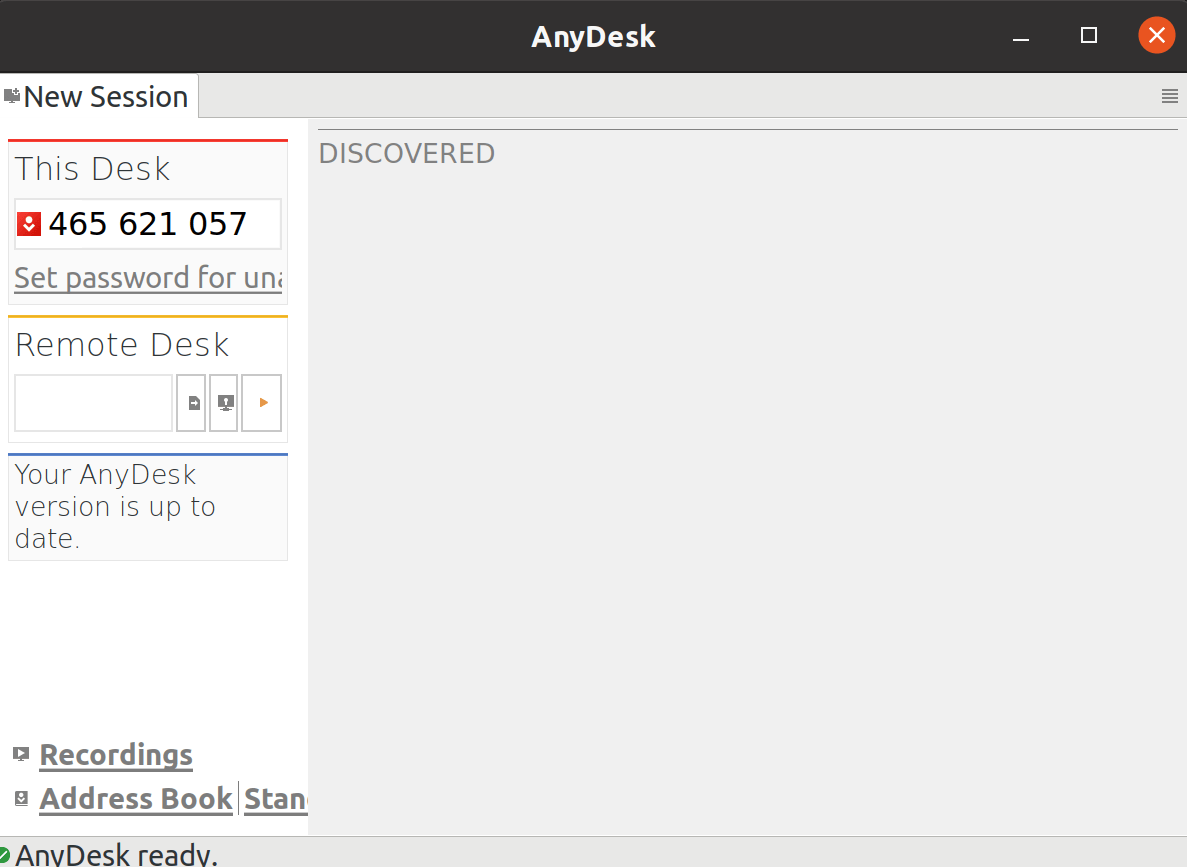 AnyDesk
New Session
DISCOVERED
This Desk
465 621 057
Set password for una
Remote Desk
Your AnyDesk
version is up to
date.
Recordings
Address Book Stan
AnyDesk ready.